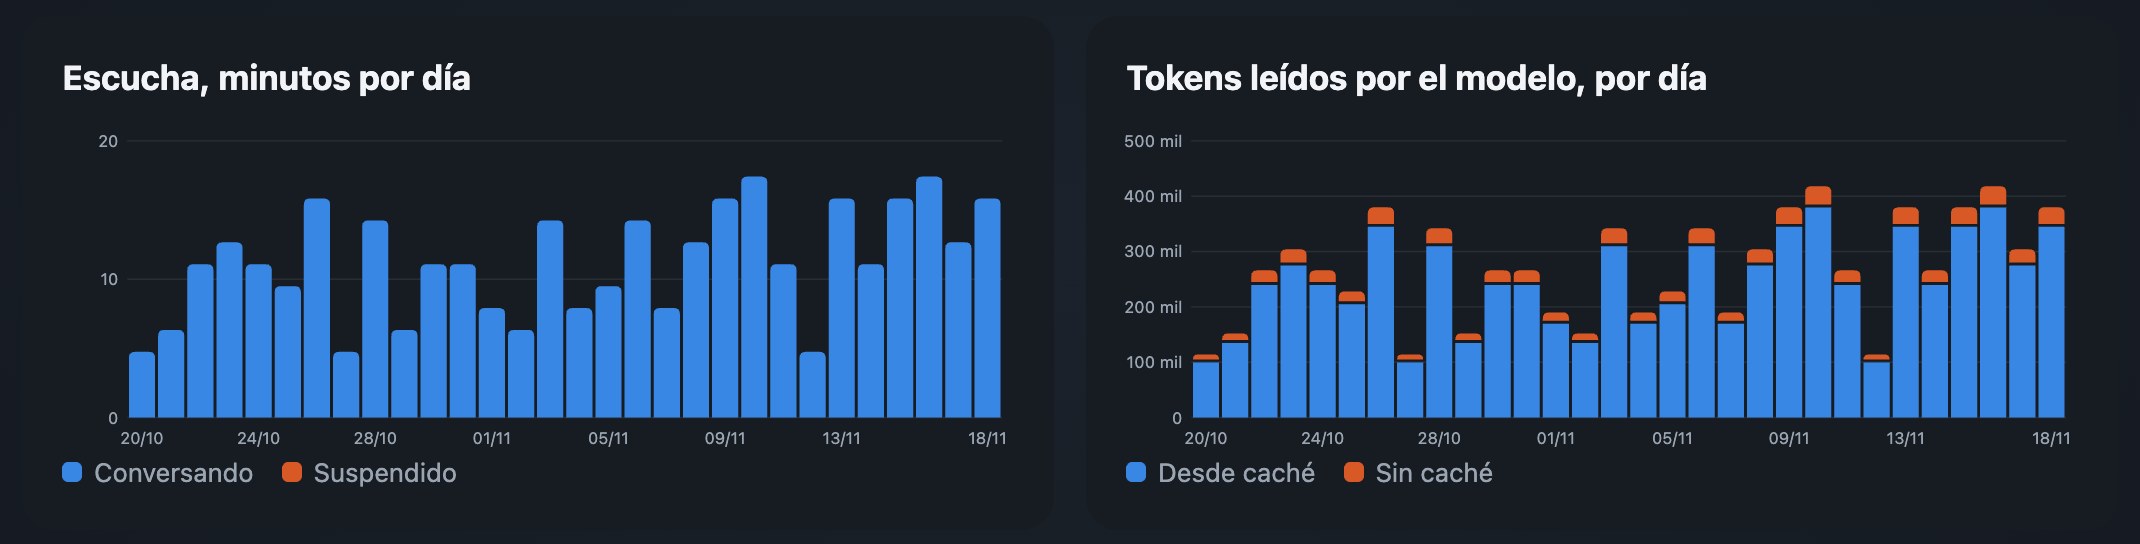 Escucha, minutos por día
20
10
0
20/10 24/10 28/10 01/11 05/11 09/11 13/11 18/11
Conversando Suspendido
Tokens leídos por el modelo, por día
500 mil
400 mil
300 mil
200 mil
100 mil
0
20/10 24/10 28/10 01/11 05/11 09/11 13/11 18/11
Desde caché Sin caché